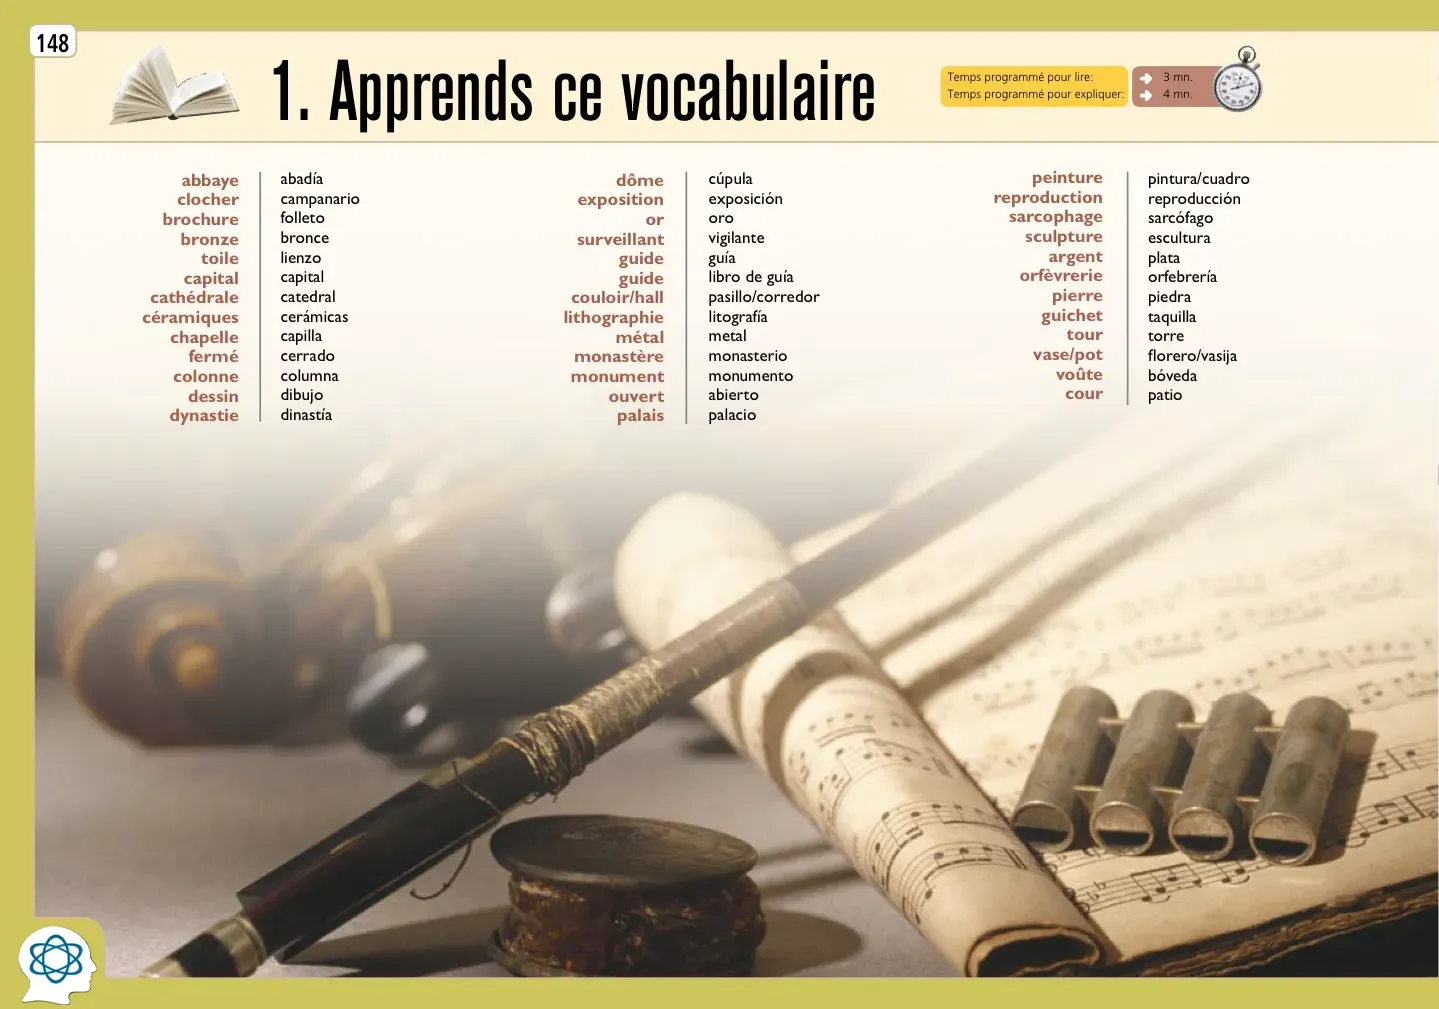 148
1. Apprends ce vocabulaire
Temps programmé pour lire: 3 mn.
Temps programmé pour expliquer: 4 mn.
abbaye abadía
clocher campanario
brochure folleto
bronze bronce
toile lienzo
capital capital
cathédrale catedral
céramiques cerámicas
chapelle capilla
fermé cerrado
colonne columna
dessin dibujo
dynastie dinastía
dôme cúpula
exposition exposición
or oro
surveillant vigilante
guide guía
guide libro de guía
couloir/hall pasillo/corredor
lithographie litografía
métal metal
monastère monasterio
monument monumento
ouvert abierto
palais palacio
peinture pintura/cuadro
reproduction reproducción
sarcophage sarcófago
sculpture escultura
argent plata
orfèvrerie orfebrería
pierre piedra
guichet taquilla
tour torre
vase/pot florero/vasija
voûte bóveda
cour patio